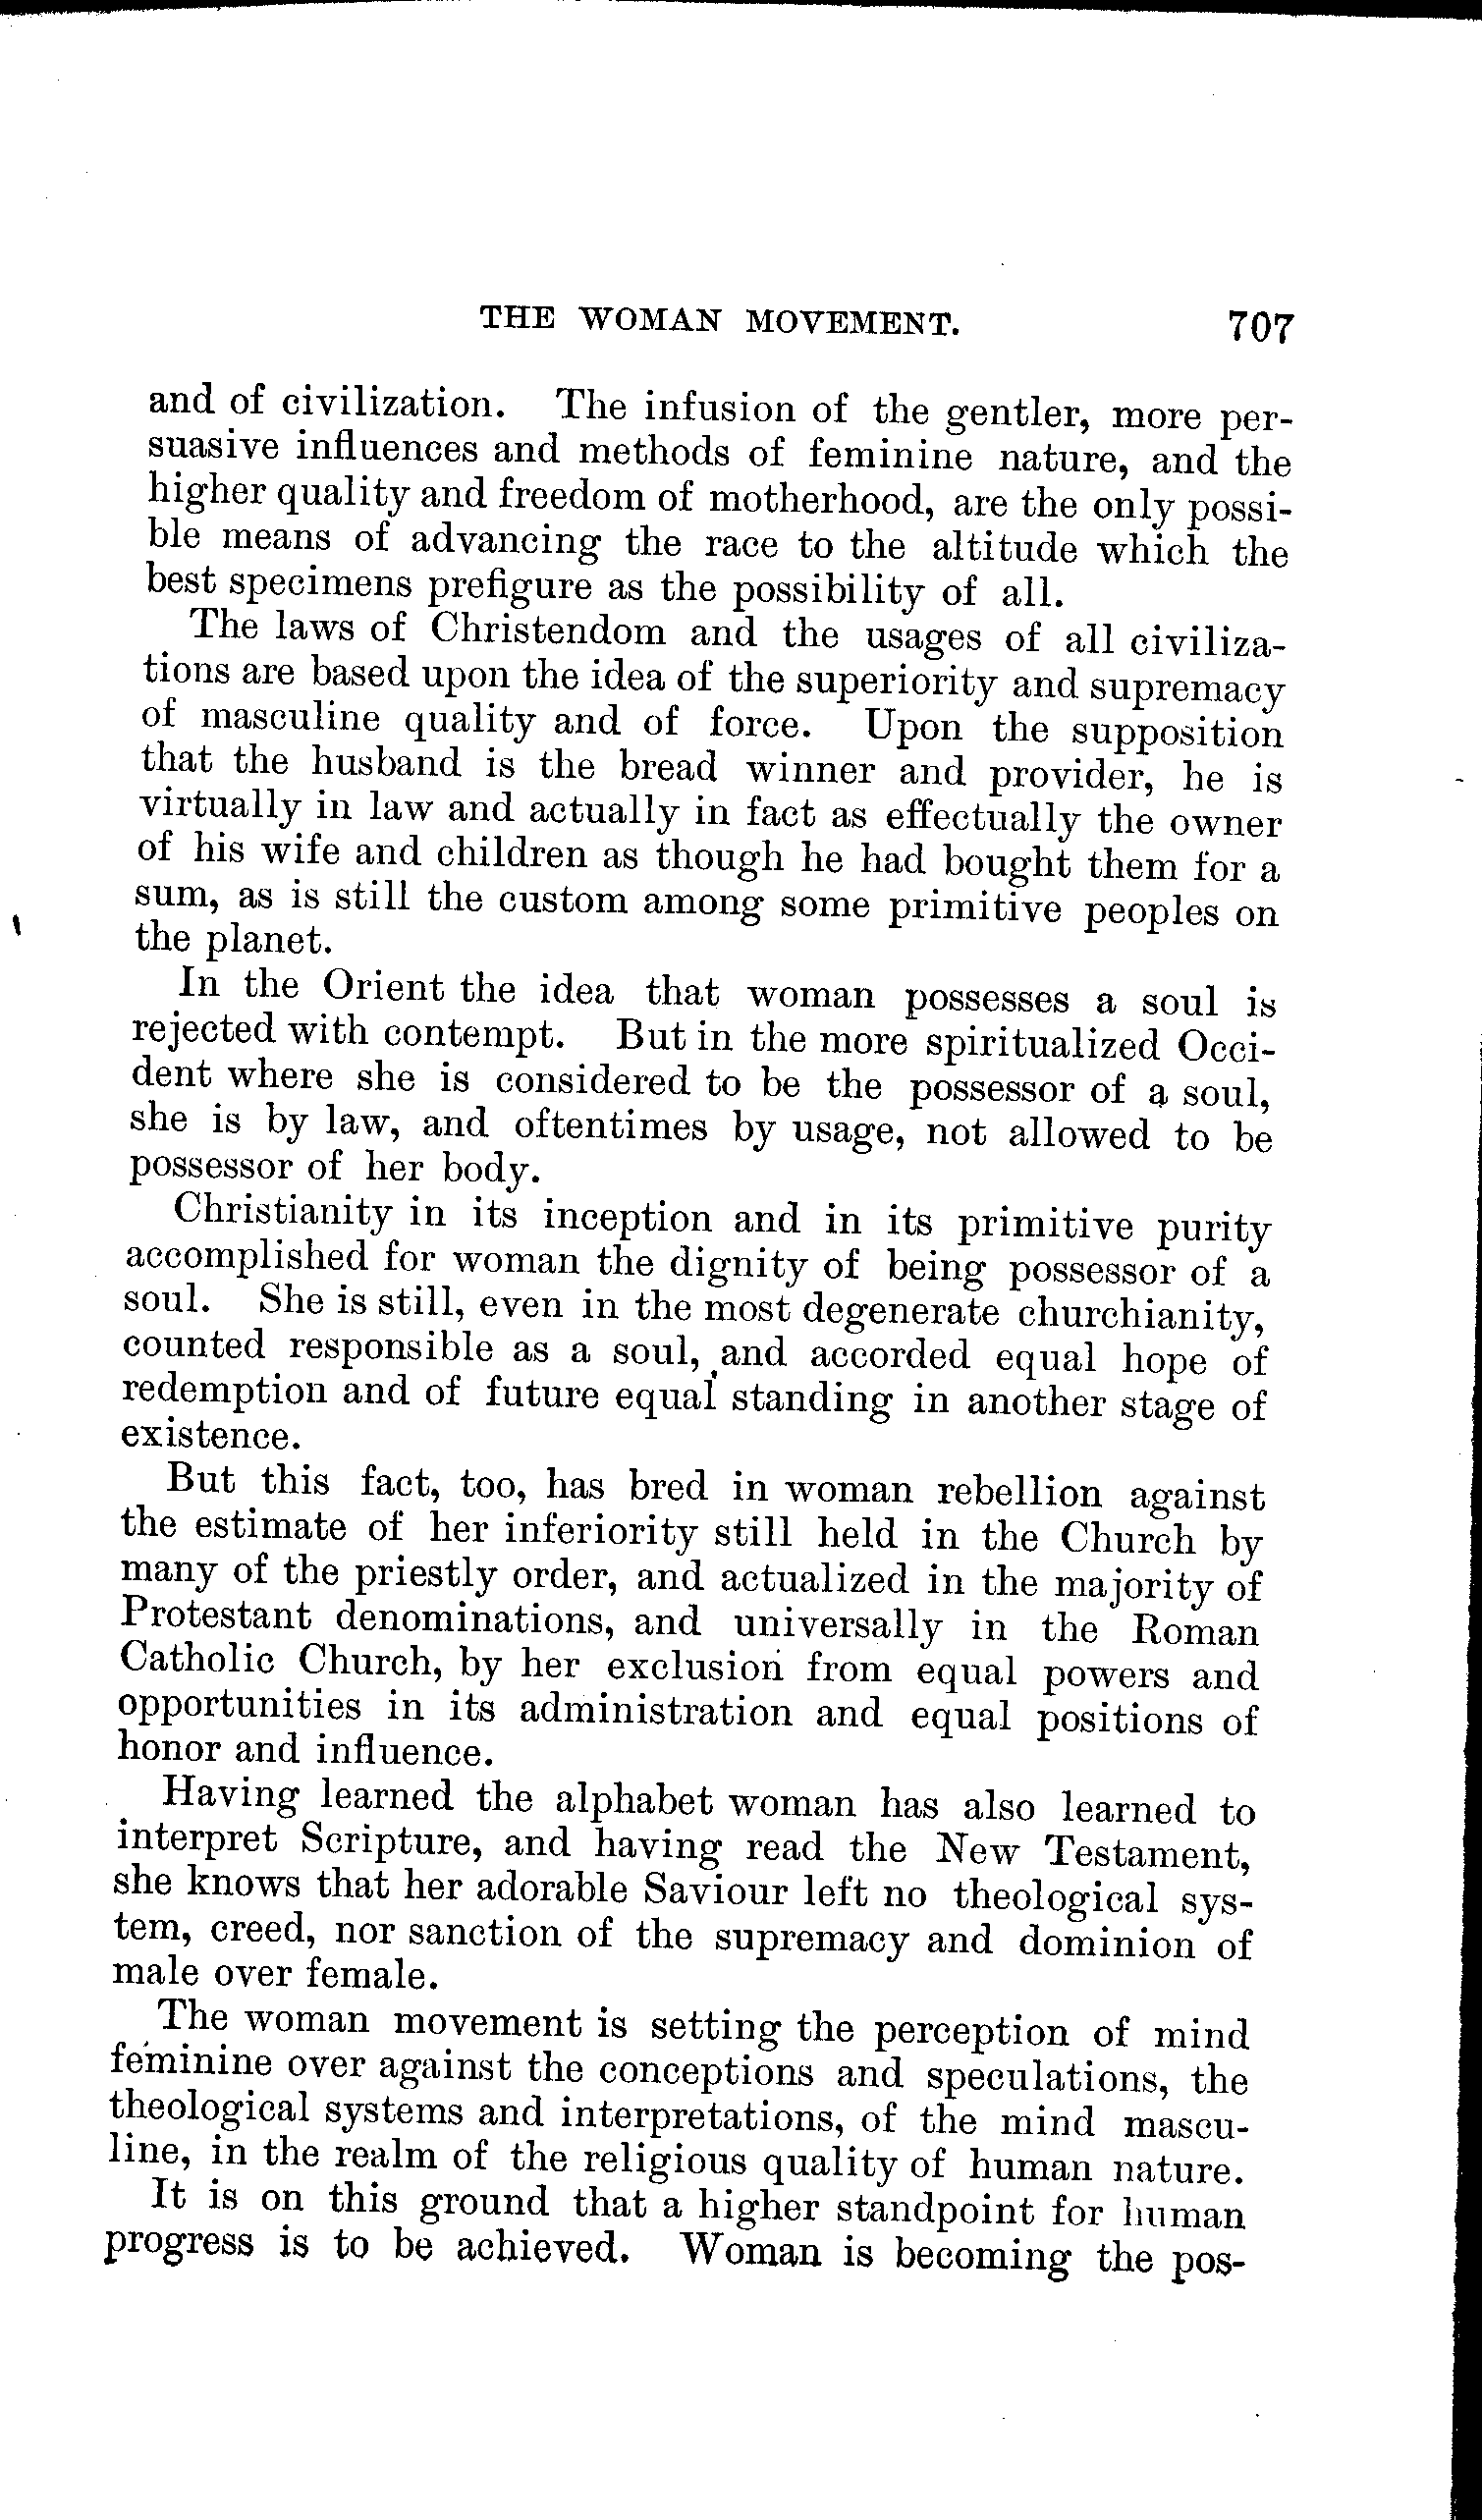 THE WOMAN MOVEMENT. 707
and of civilization. The infusion of the gentler, more per-
suasive influences and methods of feminine nature, and the
higher quality and freedom of motherhood, are the only possi-
ble means of advancing the race to the altitude which the
best specimens prefigure as the possibility of all.
The laws of Christendom and the usages of all civiliza-
tions are based upon the idea of the superiority and supremacy
of masculine quality and of force. Upon the supposition
that the husband is the bread winner and provider, he is
virtually in law and actually in fact as effectually the owner
of his wife and children as though he had bought them for a
sum, as is still the custom among some primitive peoples on
the planet.
In the Orient the idea that woman possesses a soul is
rejected with contempt. But in the more spiritualized Occi-
dent where she is considered to be the possessor of a soul,
she is by law, and oftentimes by usage, not allowed to be
possessor of her body.
Christianity in its inception and in its primitive purity
accomplished for woman the dignity of being possessor of a
soul. She is still, even in the most degenerate churchianity,
counted responsible as a soul, and accorded equal hope of
redemption and of future equal standing in another stage of
existence.
But this fact, too, has bred in woman rebellion against
the estimate of her inferiority still held in the Church by
many of the priestly order, and actualized in the majority of
Protestant denominations, and universally in the Roman
Catholic Church, by her exclusion from equal powers and
opportunities in its administration and equal positions of
honor and influence.
Having learned the alphabet woman has also learned to
interpret Scripture, and having read the New Testament,
she knows that her adorable Saviour left no theological sys-
tem, creed, nor sanction of the supremacy and dominion of
male over female.
The woman movement is setting the perception of mind
feminine over against the conceptions and speculations, the
theological systems and interpretations, of the mind mascu-
line, in the realm of the religious quality of human nature.
It is on this ground that a higher standpoint for human
progress is to be achieved. Woman is becoming the pos-